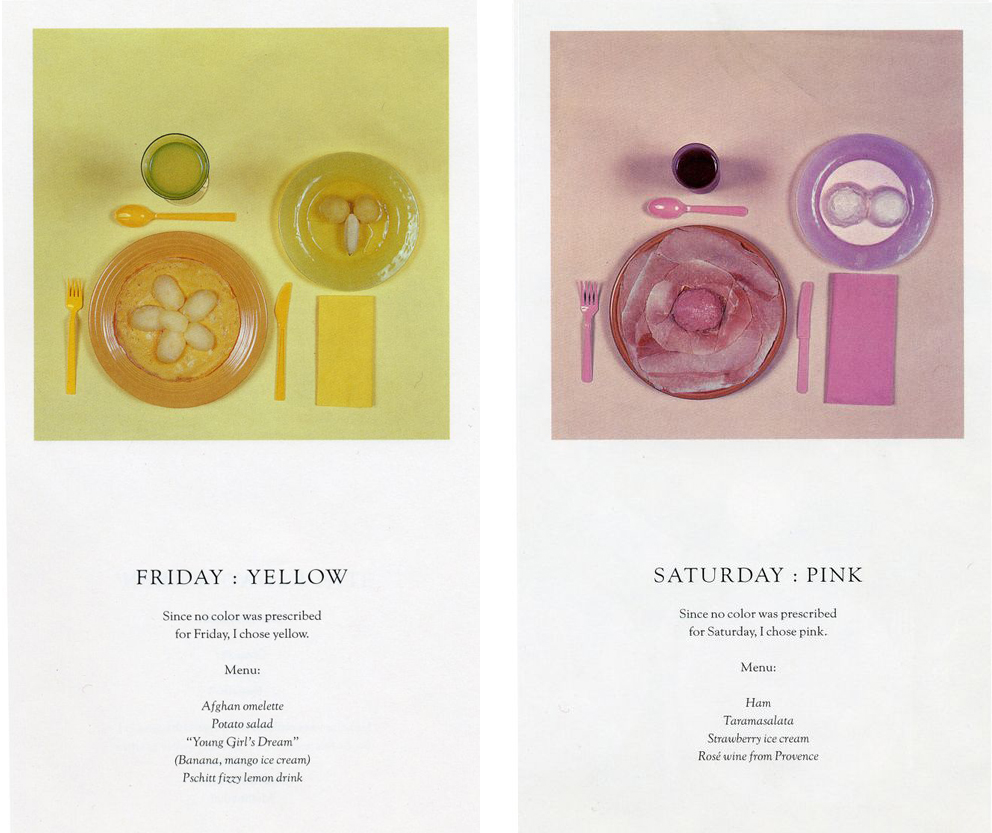 FRIDAY : YELLOW
Since no color was prescribed
for Friday, I chose yellow.
Menu:
Afghan omelette
Potato salad
“Young Girl’s Dream”
(Banana, mango ice cream)
Pschitt fizzy lemon drink
SATURDAY : PINK
Since no color was prescribed
for Saturday, I chose pink.
Menu:
Ham
Taramasalata
Strawberry ice cream
Rosé wine from Provence